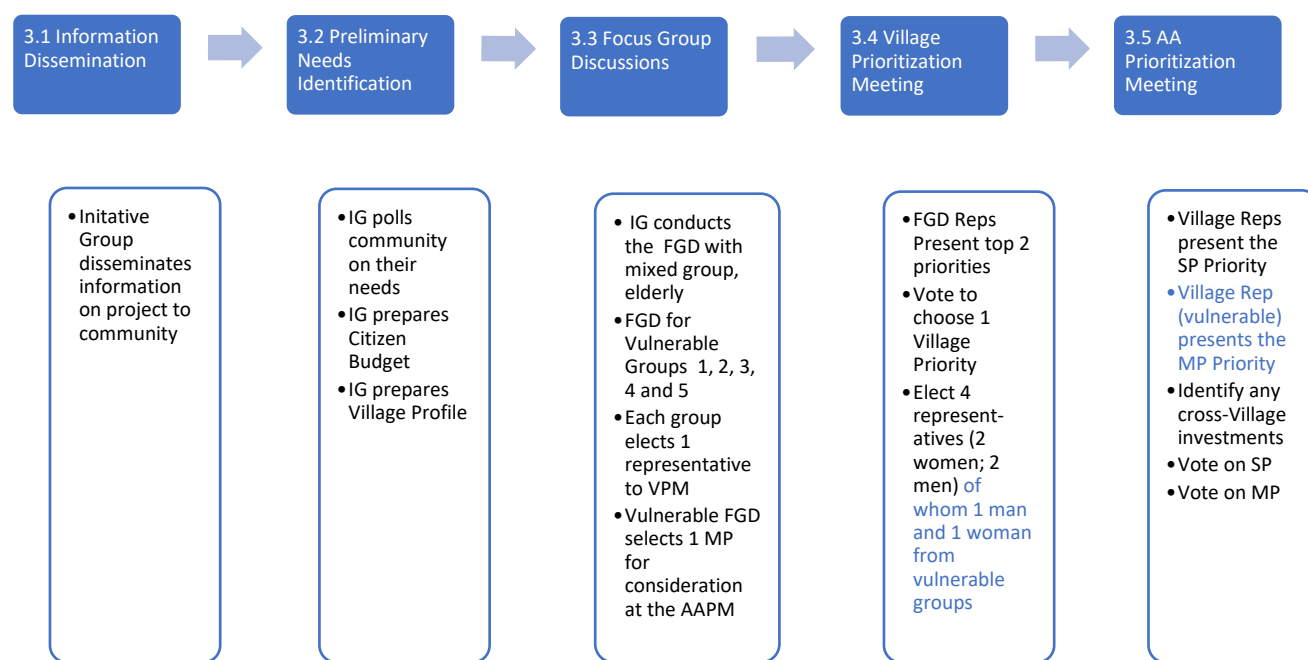 3.1 Information
Dissemination
3.2 Preliminary
Needs
Identification
3.3 Focus Group
Discussions
3.4 Village
Prioritization
Meeting
3.5 AA
Prioritization
Meeting
•Initative
Group
disseminates
information
on project to
community
•IG polls
community
on their
needs
•IG prepares
Citizen
Budget
•IG prepares
Village Profile
• IG conducts
the FGD with
mixed group,
elderly
•FGD for
Vulnerable
Groups 1, 2, 3,
4 and 5
•Each group
elects 1
representative
to VPM
•Vulnerable FGD
selects 1 MP for
consideration
at the AAPM
•FGD Reps
Present top 2
priorities
•Vote to
choose 1
Village
Priority
•Elect 4
represent-
atives (2
women; 2
men) of
whom 1 man
and 1 woman
from
vulnerable
groups
•Village Reps
present the
SP Priority
•Village Rep
(vulnerable)
presents the
MP Priority
•Identify any
cross-Village
investments
•Vote on SP
•Vote on MP